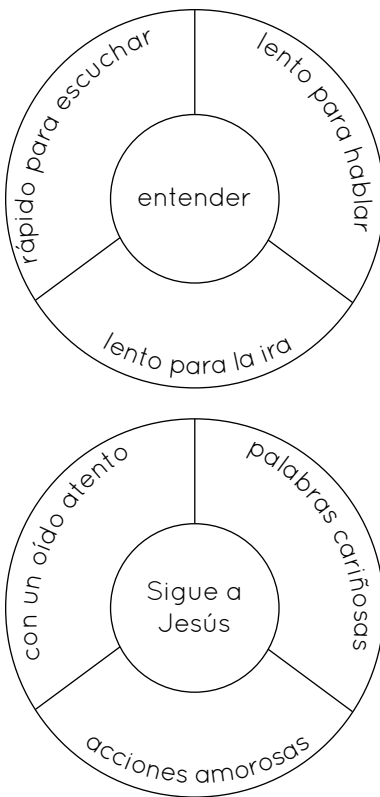 rápido para escuchar
lento para hablar
entender
lento para la ira
con un oído atento
palabras cariñosas
Sigue a
Jesús
acciones amorosas